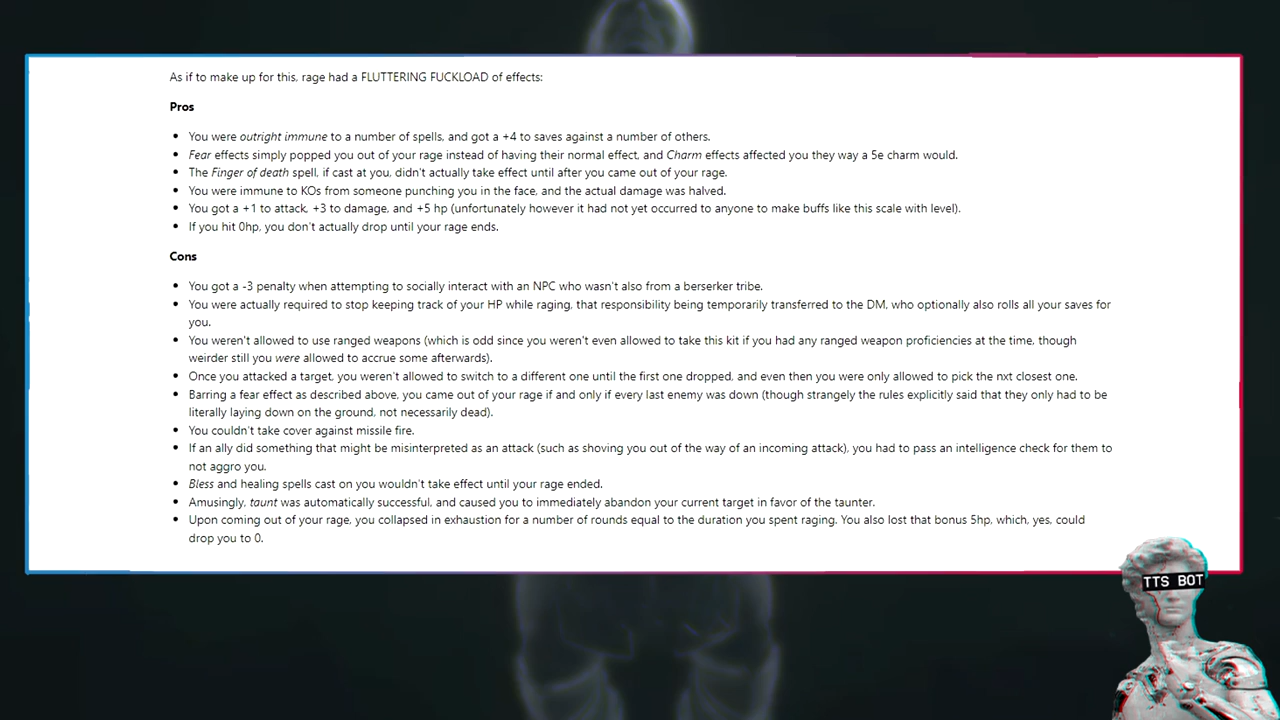 As if to make up for this, rage had a FLUTTERING FUCKLOAD of effects:
Pros
• You were outright immune to a number of spells, and got a +4 to saves against a number of others.
• Fear effects simply popped you out of your rage instead of having their normal effect, and Charm effects affected you they way a 5e charm would.
• The Finger of death spell, if cast at you, didn't actually take effect until after you came out of your rage.
• You were immune to KOs from someone punching you in the face, and the actual damage was halved.
• You got a +1 to attack, +3 to damage, and +5 hp (unfortunately however it had not yet occurred to anyone to make buffs like this scale with level).
• If you hit 0hp, you don't actually drop until your rage ends.
Cons
• You got a -3 penalty when attempting to socially interact with an NPC who wasn't also from a berserker tribe.
• You were actually required to stop keeping track of your HP while raging, that responsibility being temporarily transferred to the DM, who optionally also rolls all your saves for
you.
• You weren't allowed to use ranged weapons (which is odd since you weren't even allowed to take this kit if you had any ranged weapon proficiencies at the time, though
weirder still you were allowed to accrue some afterwards).
• Once you attacked a target, you weren't allowed to switch to a different one until the first one dropped, and even then you were only allowed to pick the nxt closest one.
• Barring a fear effect as described above, you came out of your rage if and only if every last enemy was down (though strangely the rules explicitly said that they only had to be
literally laying down on the ground, not necessarily dead).
• You couldn't take cover against missile fire.
• If an ally did something that might be misinterpreted as an attack (such as shoving you out of the way of an incoming attack), you had to pass an intelligence check for them to
not aggro you.
• Bless and healing spells cast on you wouldn't take effect until your rage ended.
• Amusingly, taunt was automatically successful, and caused you to immediately abandon your current target in favor of the taunter.
• Upon coming out of your rage, you collapsed in exhaustion for a number of rounds equal to the duration you spent raging. You also lost that bonus 5hp, which, yes, could
drop you to 0.
TTS BOT